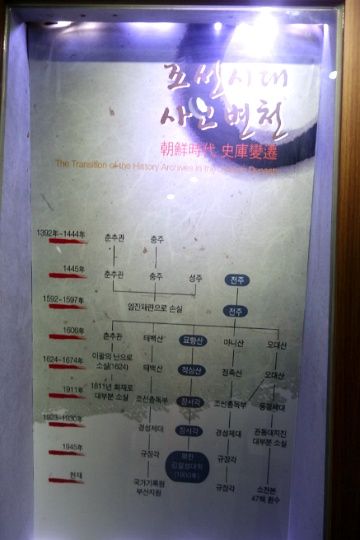 조선시대
사고변천
朝鮮時代 史庫變遷
The Transition of the History Archives in the Dynasty
1392年~1444年 춘추관 충주
1445年 춘추관 충주 성주 전주
1592~1597年 임진왜란으로 손실 전주
1606年 춘추관 태백산 묘향산 마니산 오대산
1624~1674年 이괄의 난으로 소실(1624) 태백산 적상산 정족산 오대산
1911年 1811년 화재로 대부분 소실 조선총독부 장서각 조선총독부 동경제대
1923~1930年 경성제대 장서각 경성제대 관동대지진 대부분 소실
1945年 규장각 북한 김일성대학 (1950年) 규장각
현재 국가기록원 부산지원 규장각 소잔본 47책 환수